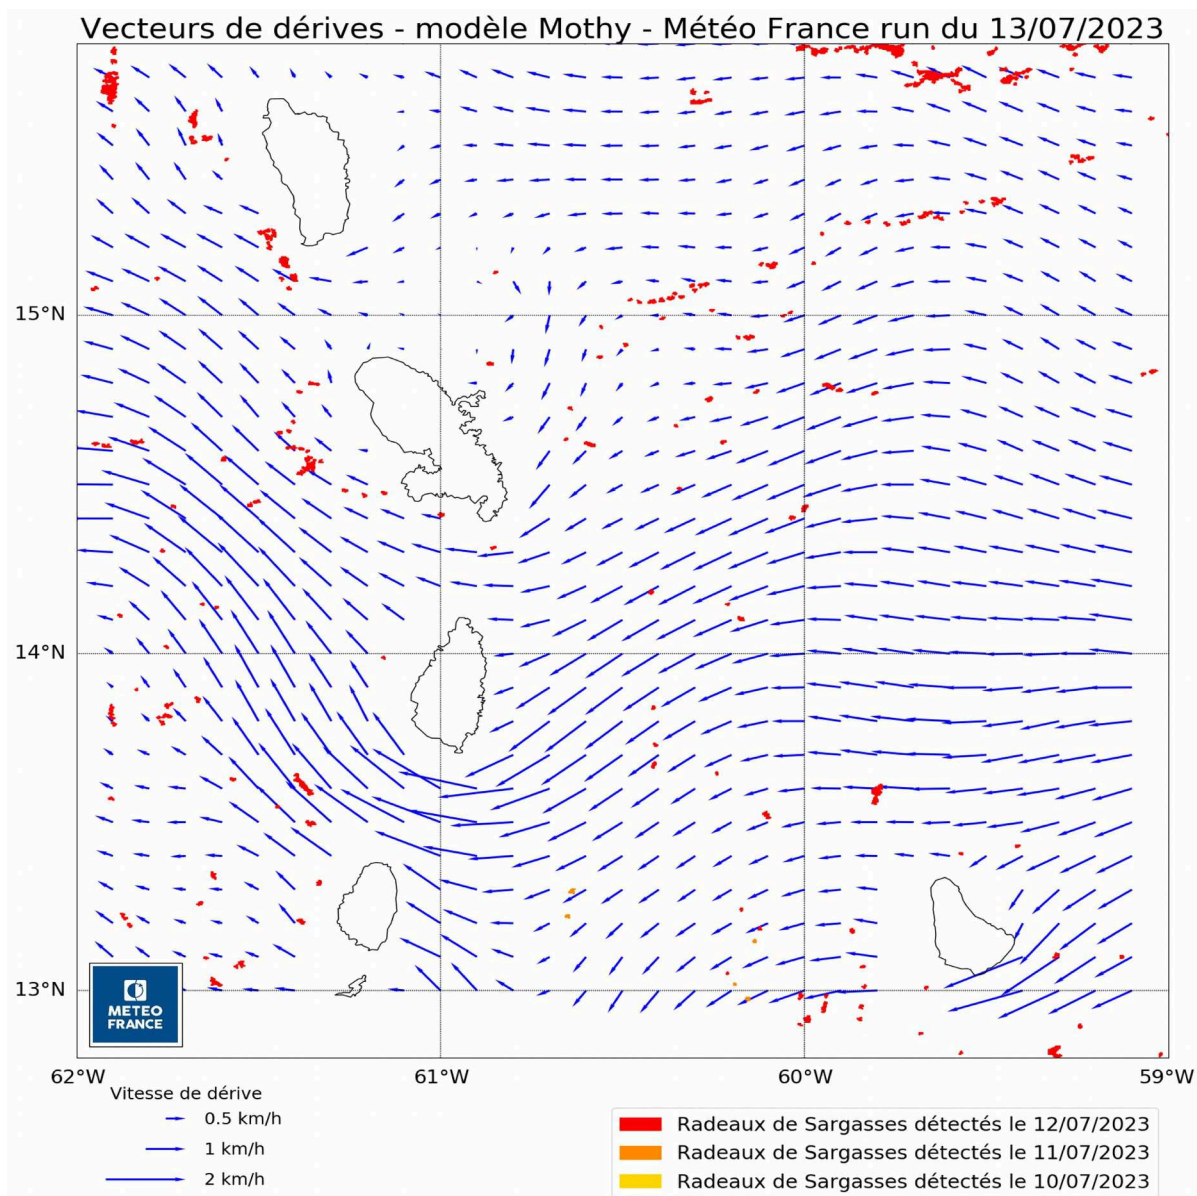 Vecteurs de dérives - modèle Mothy - Météo France run du 13/07/2023
15°N
14°N
13°N
METEO
FRANCE
62°W
61°W
60°W
59°W
Vitesse de dérive
0.5 km/h
1 km/h
2 km/h
Radeaux de Sargasses détectés le 12/07/2023
Radeaux de Sargasses détectés le 11/07/2023
Radeaux de Sargasses détectés le 10/07/2023